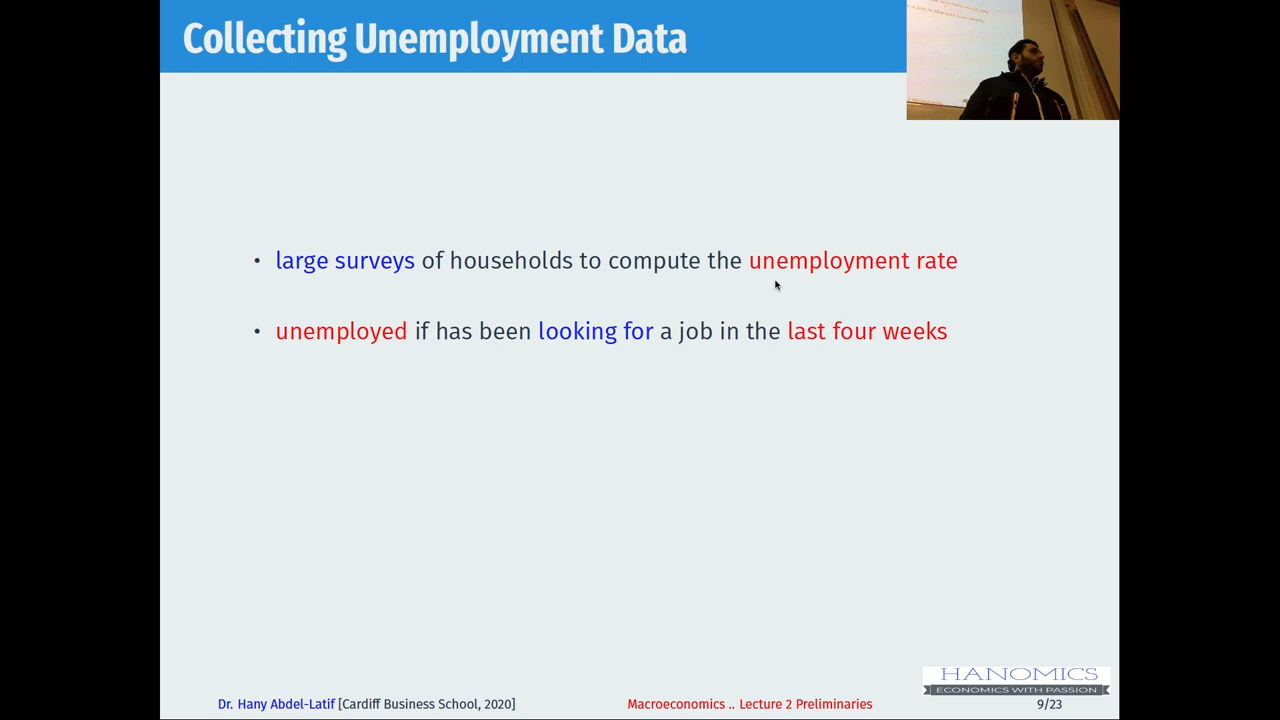 Collecting Unemployment Data
• large surveys of households to compute the unemployment rate
• unemployed if has been looking for a job in the last four weeks
HANOMICS
ECONOMICS WITH PASSION
Dr. Hany Abdel-Latif [Cardiff Business School, 2020]
Macroeconomics .. Lecture 2 Preliminaries
9/23